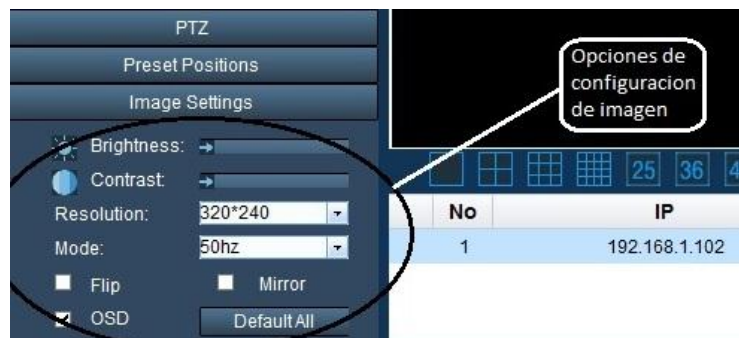 PTZ
Preset Positions
Image Settings
Brightness:
Contrast:
Resolution: 320*240
Mode: 50hz
Flip Mirror
OSD Default All
Opciones de
configuracion
de imagen
25 36
No IP
1 192.168.1.102